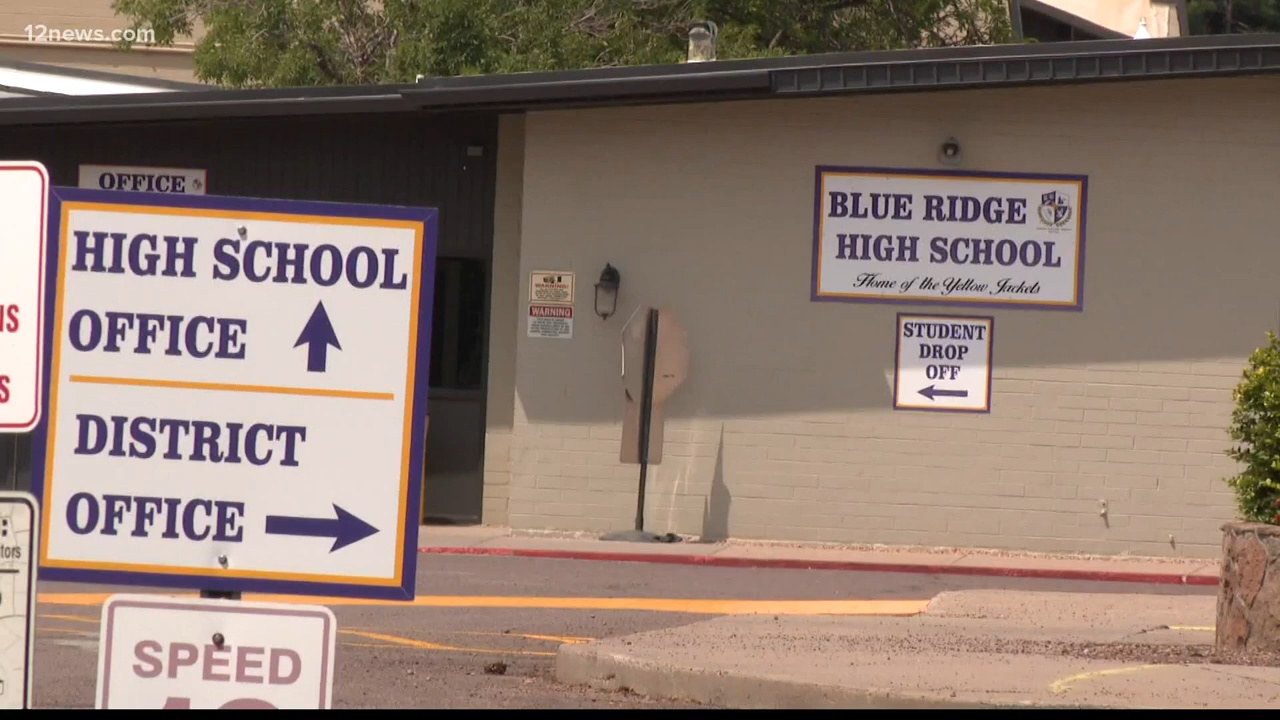 12news.com
OFFICE
HIGH SCHOOL
OFFICE
DISTRICT
OFFICE
SPEED
WARNING!
WARNING
BLUE RIDGE
HIGH SCHOOL
Home of the Yellow Jackets
STUDENT
DROP
OFF